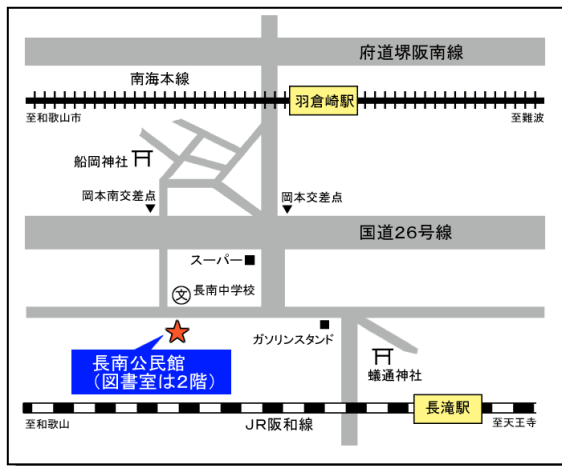 府道堺阪南線
南海本線
羽倉崎駅
至和歌山市
至難波
船岡神社
岡本南交差点
岡本交差点
国道26号線
スーパー
文
長南中学校
ガソリンスタンド
長南公民館
（図書室は2階）
蟻通神社
長滝駅
至和歌山
JR阪和線
至天王寺